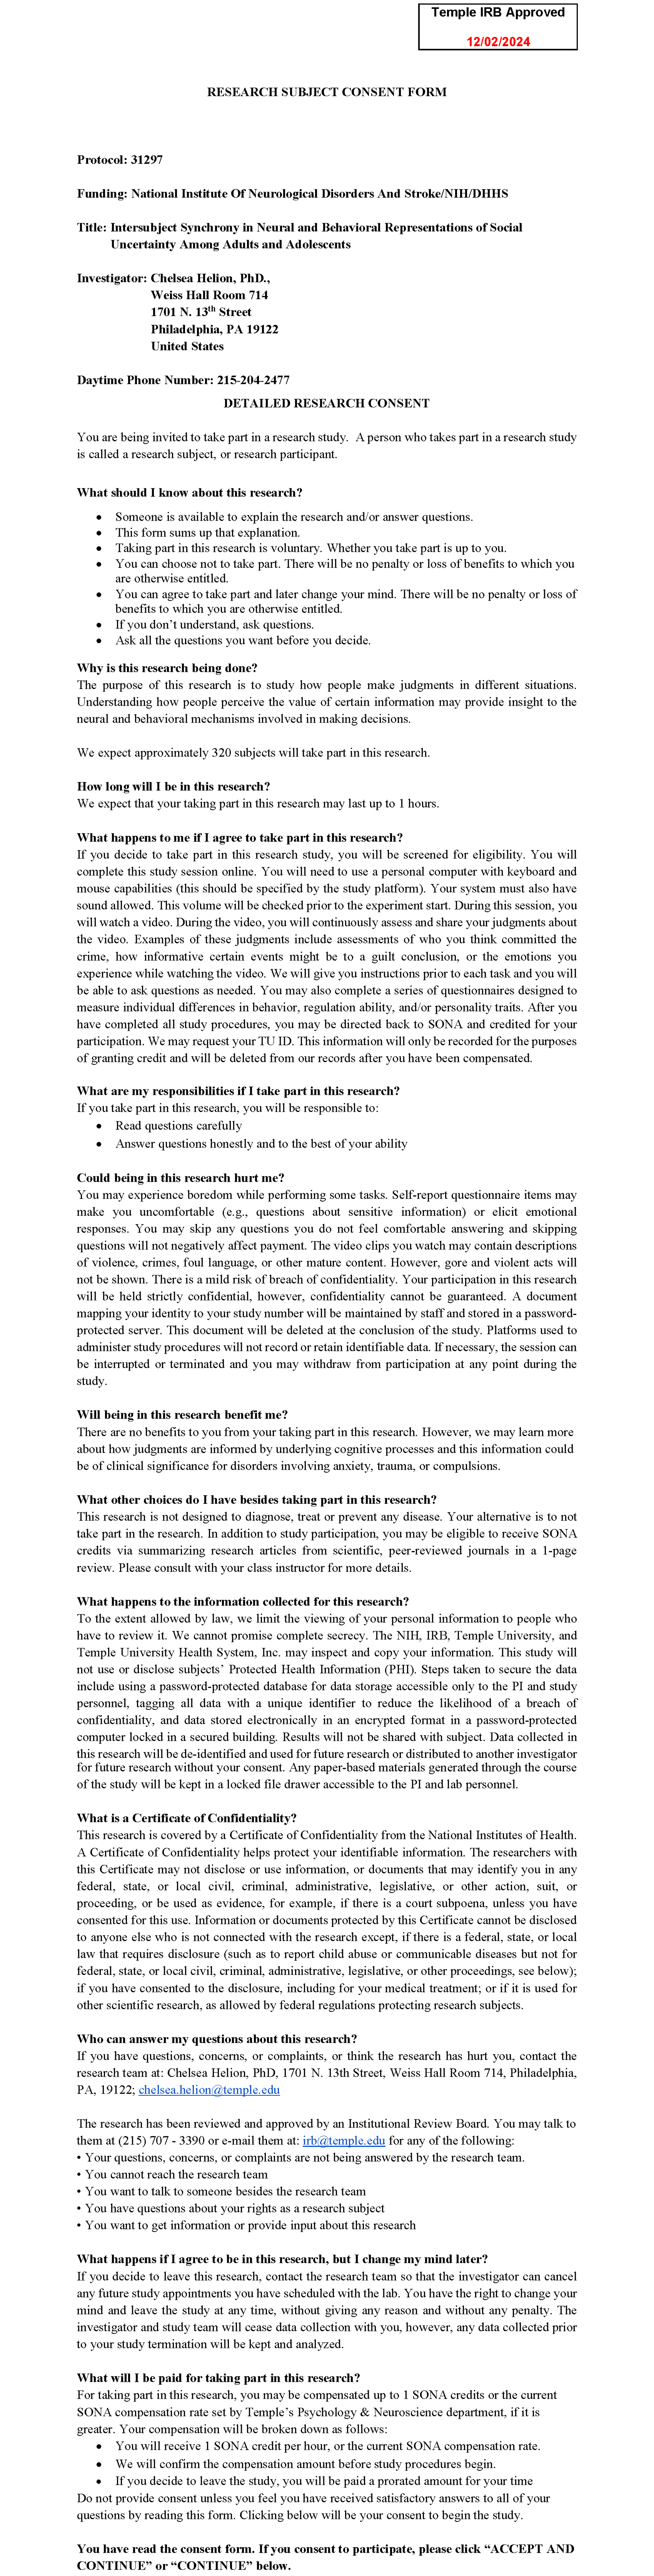 Temple IRB Approved
12/02/2024
RESEARCH SUBJECT CONSENT FORM
Protocol: 31297
Funding: National Institute Of Neurological Disorders And Stroke/NIH/DHHS
Title: Intersubject Synchrony in Neural and Behavioral Representations of Social
Uncertainty Among Adults and Adolescents
Investigator: Chelsea Helion, PhD.,
Weiss Hall Room 714
1701 N. 13th Street
Philadelphia, PA 19122
United States
Daytime Phone Number: 215-204-2477
DETAILED RESEARCH CONSENT
You are being invited to take part in a research study.  A person who takes part in a research study
is called a research subject, or research participant.
What should I know about this research?
• Someone is available to explain the research and/or answer questions.
• This form sums up that explanation.
• Taking part in this research is voluntary. Whether you take part is up to you.
• You can choose not to take part. There will be no penalty or loss of benefits to which you
are otherwise entitled.
• You can agree to take part and later change your mind. There will be no penalty or loss of
benefits to which you are otherwise entitled.
• If you don't understand, ask questions.
• Ask all the questions you want before you decide.
Why is this research being done?
The purpose of this research is to study how people make judgments in different situations.
Understanding how people perceive the value of certain information may provide insight to the
neural and behavioral mechanisms involved in making decisions.
We expect approximately 320 subjects will take part in this research.
How long will I be in this research?
We expect that your taking part in this research may last up to 1 hours.
What happens to me if I agree to take part in this research?
If you decide to take part in this research study, you will be screened for eligibility. You will
complete this study session online. You will need to use a personal computer with keyboard and
mouse capabilities (this should be specified by the study platform). Your system must also have
sound allowed. This volume will be checked prior to the experiment start. During this session, you
will watch a video. During the video, you will continuously assess and share your judgments about
the video. Examples of these judgments include assessments of who you think committed the
crime, how informative certain events might be to a guilt conclusion, or the emotions you
experience while watching the video. We will give you instructions prior to each task and you will
be able to ask questions as needed. You may also complete a series of questionnaires designed to
measure individual differences in behavior, regulation ability, and/or personality traits. After you
have completed all study procedures, you may be directed back to SONA and credited for your
participation. We may request your TU ID. This information will only be recorded for the purposes
of granting credit and will be deleted from our records after you have been compensated.
What are my responsibilities if I take part in this research?
If you take part in this research, you will be responsible to:
• Read questions carefully
• Answer questions honestly and to the best of your ability
Could being in this research hurt me?
You may experience boredom while performing some tasks. Self-report questionnaire items may
make you uncomfortable (e.g., questions about sensitive information) or elicit emotional
responses. You may skip any questions you do not feel comfortable answering and skipping
questions will not negatively affect payment. The video clips you watch may contain descriptions
of violence, crimes, foul language, or other mature content. However, gore and violent acts will
not be shown. There is a mild risk of breach of confidentiality. Your participation in this research
will be held strictly confidential, however, confidentiality cannot be guaranteed. A document
mapping your identity to your study number will be maintained by staff and stored in a password-
protected server. This document will be deleted at the conclusion of the study. Platforms used to
administer study procedures will not record or retain identifiable data. If necessary, the session can
be interrupted or terminated and you may withdraw from participation at any point during the
study.
Will being in this research benefit me?
There are no benefits to you from your taking part in this research. However, we may learn more
about how judgments are informed by underlying cognitive processes and this information could
be of clinical significance for disorders involving anxiety, trauma, or compulsions.
What other choices do I have besides taking part in this research?
This research is not designed to diagnose, treat or prevent any disease. Your alternative is to not
take part in the research. In addition to study participation, you may be eligible to receive SONA
credits via summarizing research articles from scientific, peer-reviewed journals in a 1-page
review. Please consult with your class instructor for more details.
What happens to the information collected for this research?
To the extent allowed by law, we limit the viewing of your personal information to people who
have to review it. We cannot promise complete secrecy. The NIH, IRB, Temple University, and
Temple University Health System, Inc. may inspect and copy your information. This study will
not use or disclose subjects' Protected Health Information (PHI). Steps taken to secure the data
include using a password-protected database for data storage accessible only to the PI and study
personnel, tagging all data with a unique identifier to reduce the likelihood of a breach of
confidentiality, and data stored electronically in an encrypted format in a password-protected
computer locked in a secured building. Results will not be shared with subject. Data collected in
this research will be de-identified and used for future research or distributed to another investigator
for future research without your consent. Any paper-based materials generated through the course
of the study will be kept in a locked file drawer accessible to the PI and lab personnel.
What is a Certificate of Confidentiality?
This research is covered by a Certificate of Confidentiality from the National Institutes of Health.
A Certificate of Confidentiality helps protect your identifiable information. The researchers with
this Certificate may not disclose or use information, or documents that may identify you in any
federal, state, or local civil, criminal, administrative, legislative, or other action, suit, or
proceeding, or be used as evidence, for example, if there is a court subpoena, unless you have
consented for this use. Information or documents protected by this Certificate cannot be disclosed
to anyone else who is not connected with the research except, if there is a federal, state, or local
law that requires disclosure (such as to report child abuse or communicable diseases but not for
federal, state, or local civil, criminal, administrative, legislative, or other proceedings, see below);
if you have consented to the disclosure, including for your medical treatment; or if it is used for
other scientific research, as allowed by federal regulations protecting research subjects.
Who can answer my questions about this research?
If you have questions, concerns, or complaints, or think the research has hurt you, contact the
research team at: Chelsea Helion, PhD, 1701 N. 13th Street, Weiss Hall Room 714, Philadelphia,
PA, 19122; chelsea.helion@temple.edu
The research has been reviewed and approved by an Institutional Review Board. You may talk to
them at (215) 707 - 3390 or e-mail them at: irb@temple.edu for any of the following:
• Your questions, concerns, or complaints are not being answered by the research team.
• You cannot reach the research team
• You want to talk to someone besides the research team
• You have questions about your rights as a research subject
• You want to get information or provide input about this research
What happens if I agree to be in this research, but I change my mind later?
If you decide to leave this research, contact the research team so that the investigator can cancel
any future study appointments you have scheduled with the lab. You have the right to change your
mind and leave the study at any time, without giving any reason and without any penalty. The
investigator and study team will cease data collection with you, however, any data collected prior
to your study termination will be kept and analyzed.
What will I be paid for taking part in this research?
For taking part in this research, you may be compensated up to 1 SONA credits or the current
SONA compensation rate set by Temple's Psychology & Neuroscience department, if it is
greater. Your compensation will be broken down as follows:
• You will receive 1 SONA credit per hour, or the current SONA compensation rate.
• We will confirm the compensation amount before study procedures begin.
• If you decide to leave the study, you will be paid a prorated amount for your time
Do not provide consent unless you feel you have received satisfactory answers to all of your
questions by reading this form. Clicking below will be your consent to begin the study.
You have read the consent form. If you consent to participate, please click “ACCEPT AND
CONTINUE” or “CONTINUE” below.